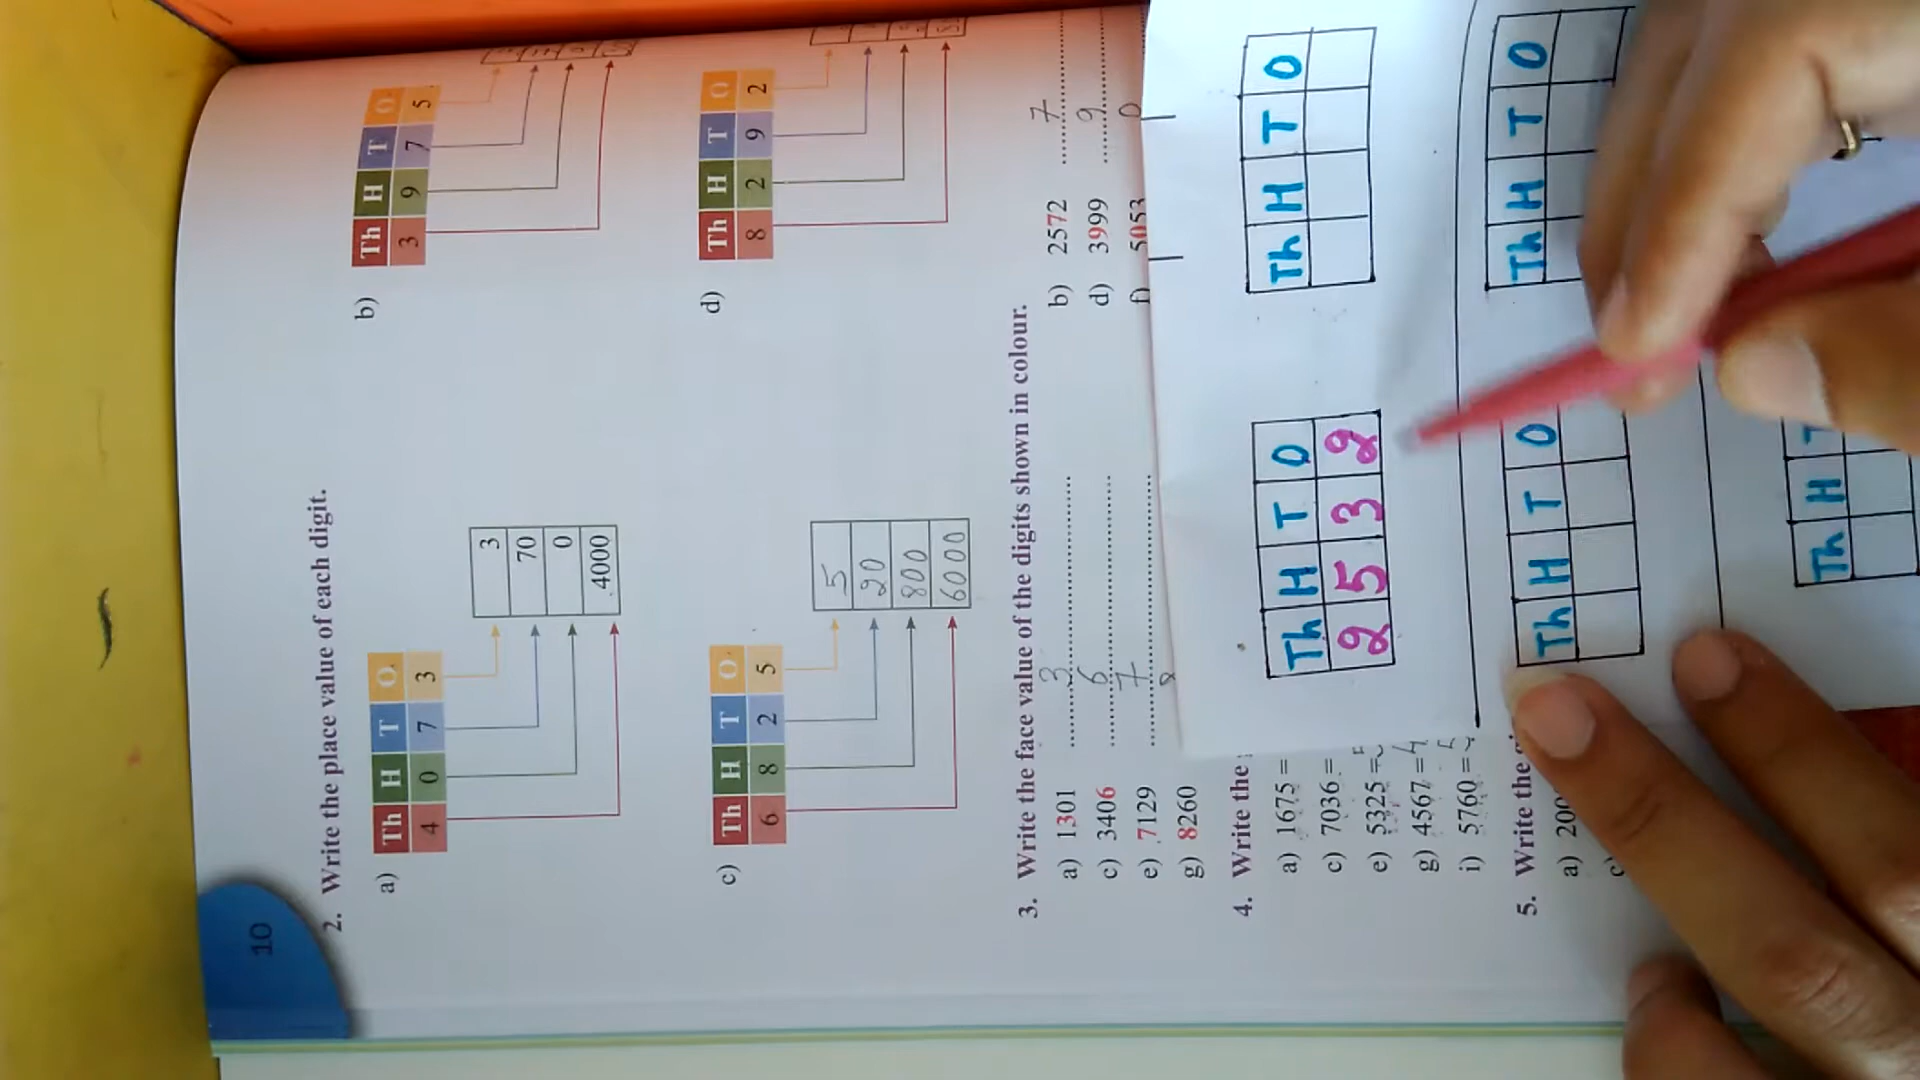 10
2. Write the place value of each digit.
a) Th H T O b) Th H T O
4 0 7 3 3 9 7 5
3
70
0
4000
c) Th H T O d) Th H T O
6 8 2 5 8 2 9 2
5
20
800
6000
3. Write the face value of the digits shown in colour.
a) 1301 3 b) 2572 7
c) 3406 6 d) 3999 9
e) 7129 7 f) 5053 0
g) 8260 8
4. Write the
a) 1675 =
c) 7036 =
e) 5325 =
g) 4567 = 4
i) 5760 =
5. Write the
a) 200
c
Th H T O Th H T O
2 5 3 2
Th H T O Th H T O
Th H T